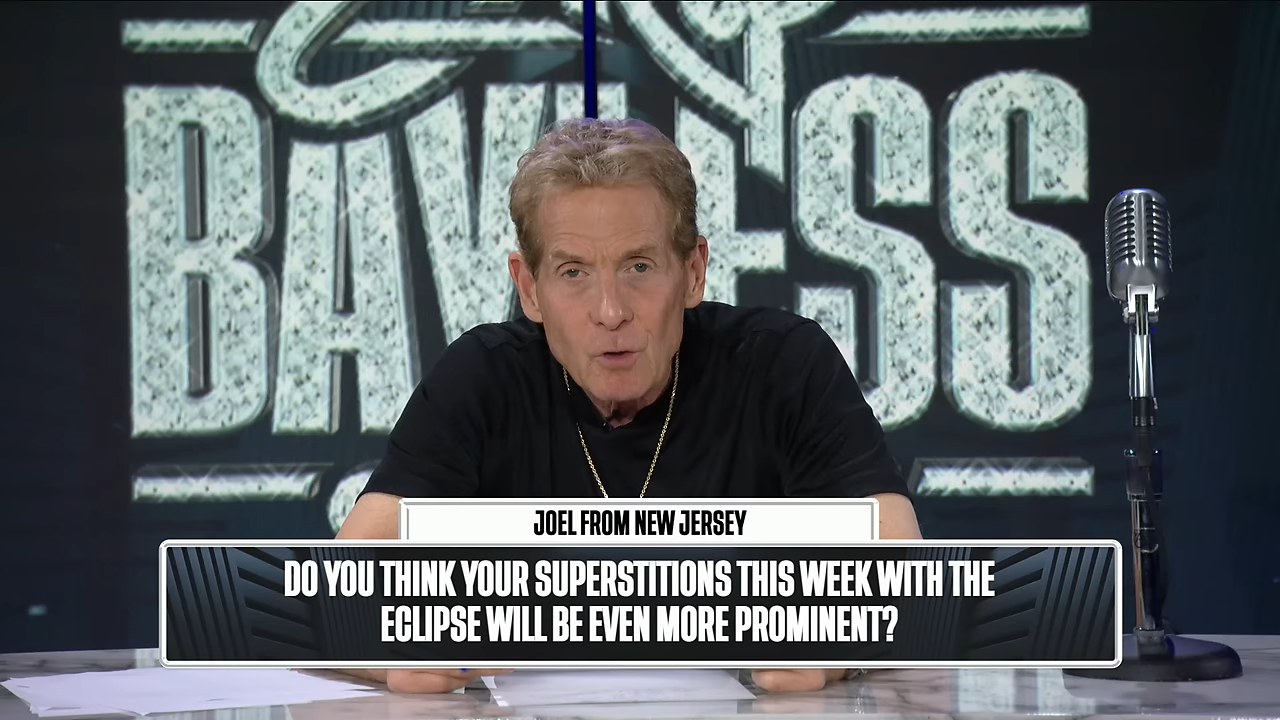 BAYLESS
JOEL FROM NEW JERSEY
DO YOU THINK YOUR SUPERSTITIONS THIS WEEK WITH THE
ECLIPSE WILL BE EVEN MORE PROMINENT?